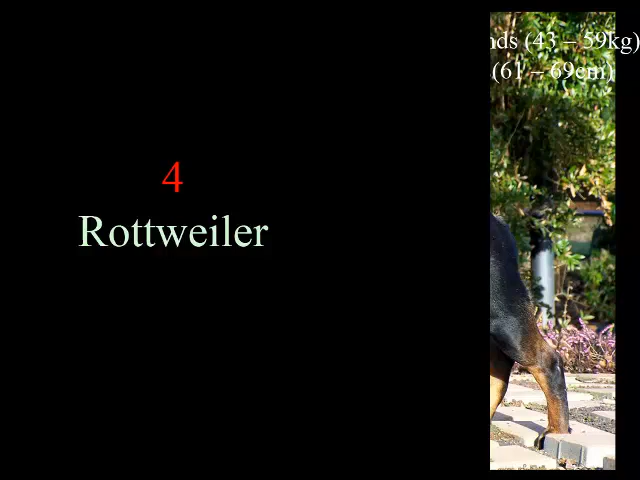 (43 – 59kg)
(61 – 69cm)
4
Rottweiler